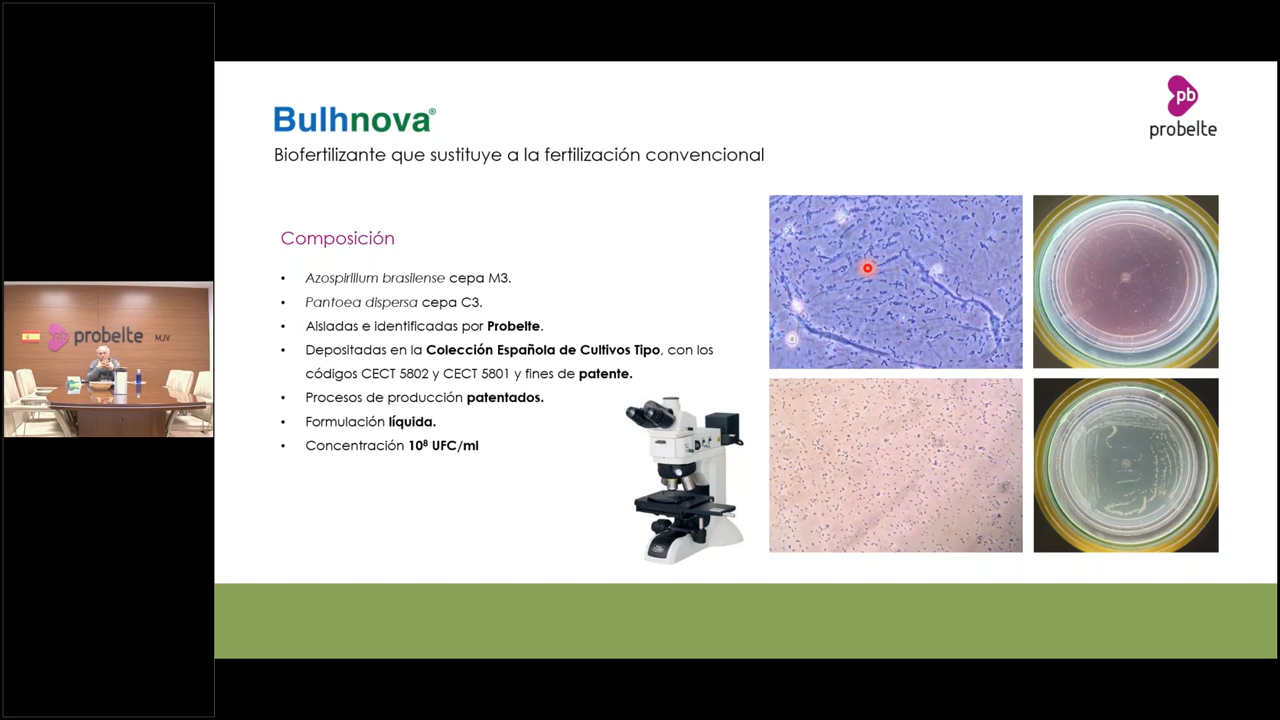 Bulhnova®
Biofertilizante que sustituye a la fertilización convencional
pb
probelte
Composición
• Azospirillum brasilense cepa M3.
• Pantoea dispersa cepa C3.
• Aisladas e identificadas por Probelte.
• Depositadas en la Colección Española de Cultivos Tipo, con los
códigos CECT 5802 y CECT 5801 y fines de patente.
• Procesos de producción patentados.
• Formulación líquida.
• Concentración 10⁸ UFC/ml
probelte